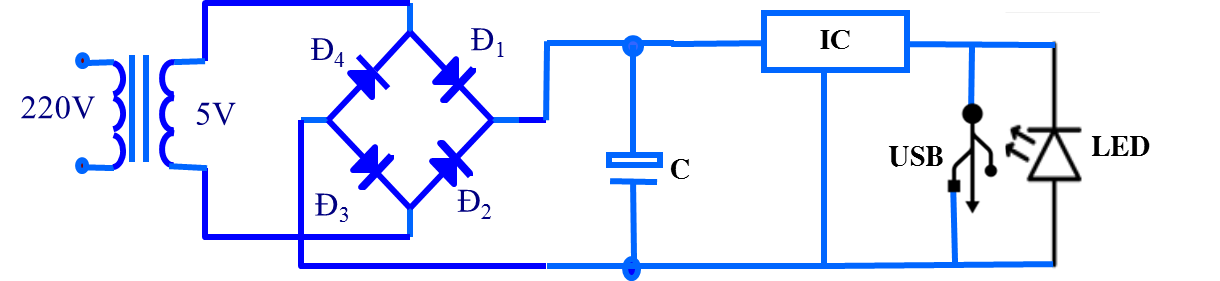 220V
5V
Đ₄
Đ₁
Đ₃
Đ₂
C
IC
USB
LED